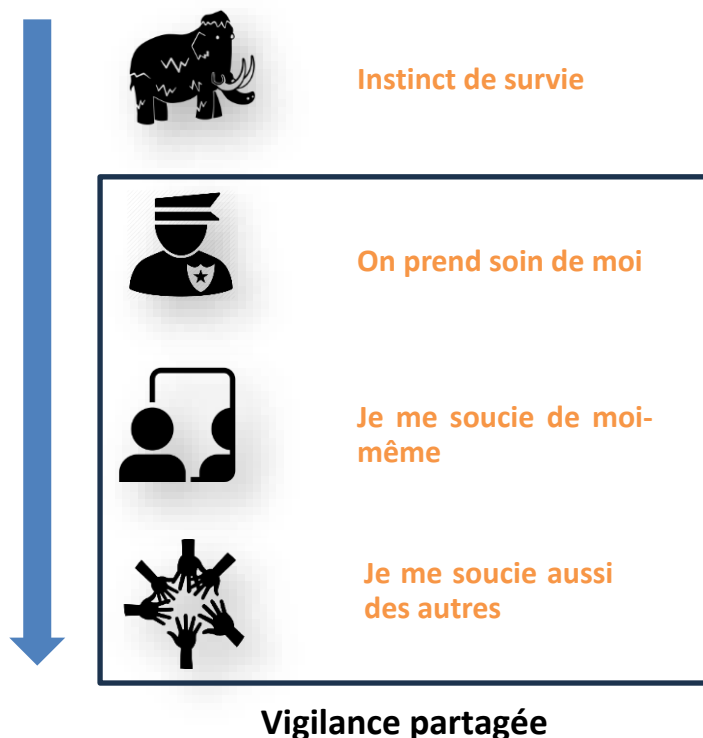 Instinct de survie
On prend soin de moi
Je me soucie de moi-
même
Je me soucie aussi
des autres
Vigilance partagée